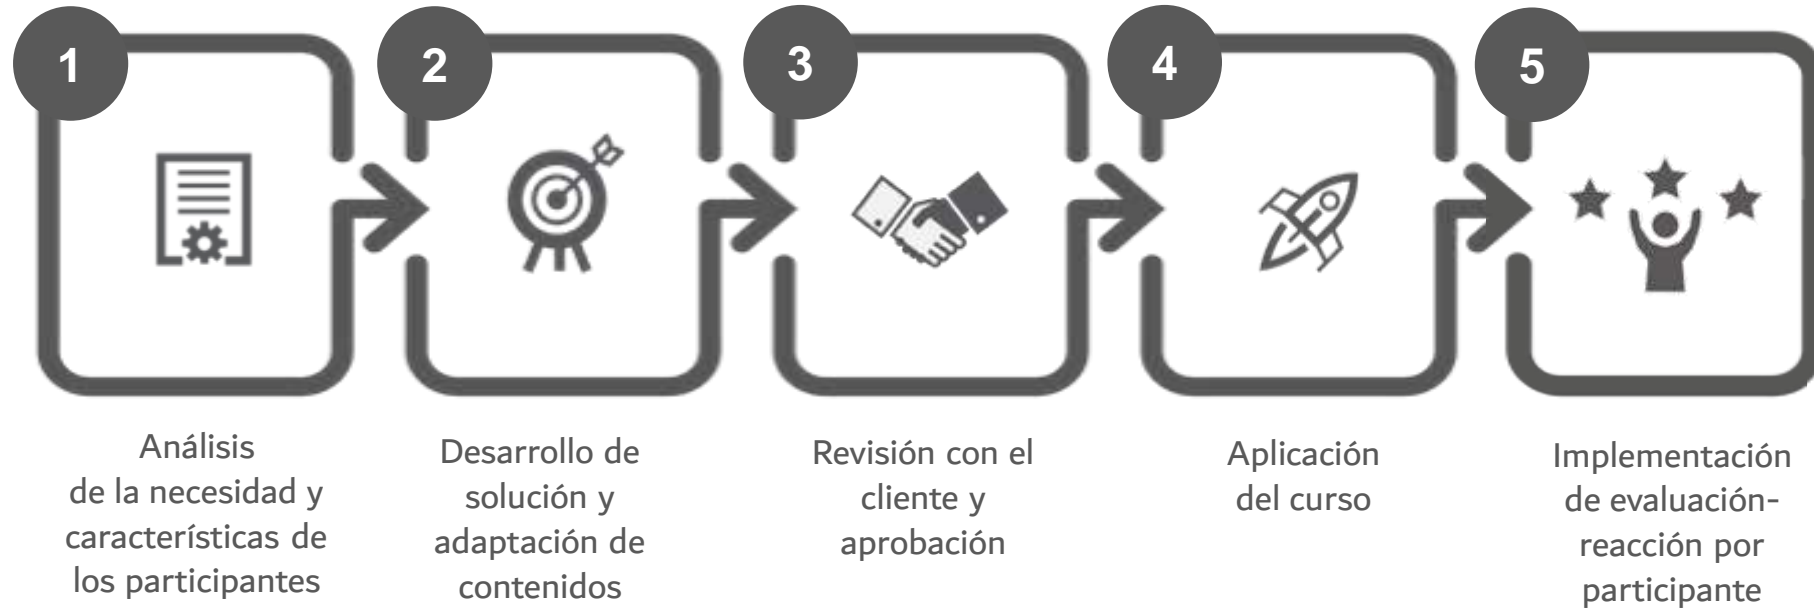 1
2
3
4
5
Análisis
de la necesidad y
características de
los participantes
Desarrollo de
solución y
adaptación de
contenidos
Revisión con el
cliente y
aprobación
Aplicación
del curso
Implementación
de evaluación-
reacción por
participante